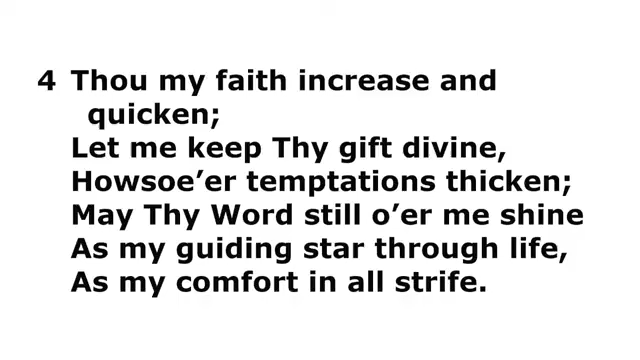 4 Thou my faith increase and
quicken;
Let me keep Thy gift divine,
Howsoe’er temptations thicken;
May Thy Word still o’er me shine
As my guiding star through life,
As my comfort in all strife.